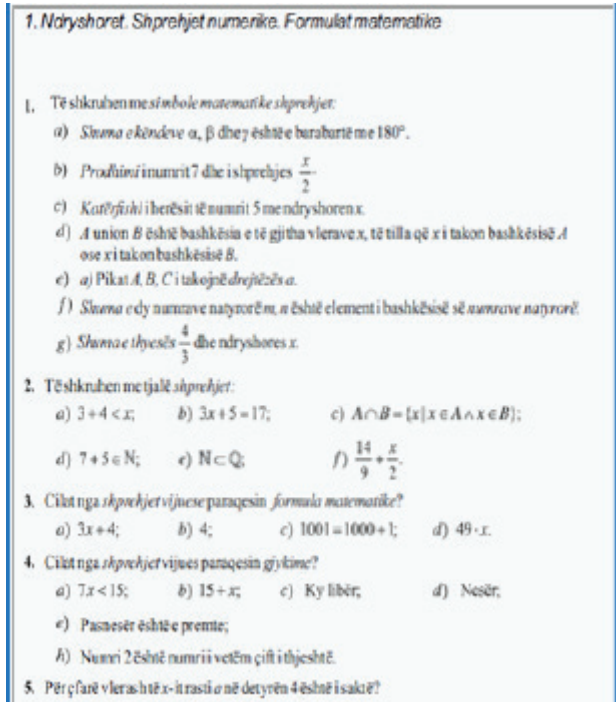 1. Ndryshoret. Shprehjet numerike. Formulat matematike
1. Të shkruhen me simbole matematike shprehjet:
a) Shuma e këndeve α, β dhe γ është e barabartë me 180°.
b) Prodhimi i numrit 7 dhe i shprehjes x/2.
c) Katërfishi i herësit të numrit 5 me ndryshoren x.
d) A union B është bashkësia e të gjitha vlerave x, të tilla që x i takon bashkësisë A
ose x i takon bashkësisë B.
e) a) Pikat A, B, C i takojnë drejtëzës a.
f) Shuma e dy numrave natyrorë m, n është element i bashkësisë së numrave natyrorë.
g) Shuma e thyesës 4/3 dhe ndryshores x.
2. Të shkruhen me tjalë shprehjet:
a) 3+4<x; b) 3x+5=17; c) A∩B={x|x∈A∧x∈B};
d) 7+5∈ℕ; e) ℕ⊂ℚ; f) 14/9+x/2.
3. Cilat nga shprehjet vijuese paraqesin formula matematike?
a) 3x+4; b) 4; c) 1001=1000+1; d) 49·x.
4. Cilat nga shprehjet vijues paraqesin gjykime?
a) 7x<15; b) 15+x; c) Ky libër; d) Nesër;
e) Pasnesër është e premte;
h) Numri 2 është numri i vetëm çift i thjeshtë.
5. Për çfarë vlerash të x-it rasti a në detyrën 4 është i saktë?